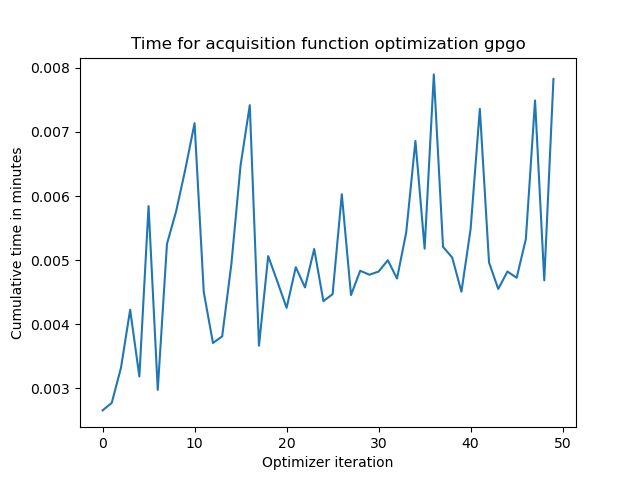 Time for acquisition function optimization gpgo
0.008
0.007
0.006
0.005
0.004
0.003
Cumulative time in minutes
0 10 20 30 40 50
Optimizer iteration